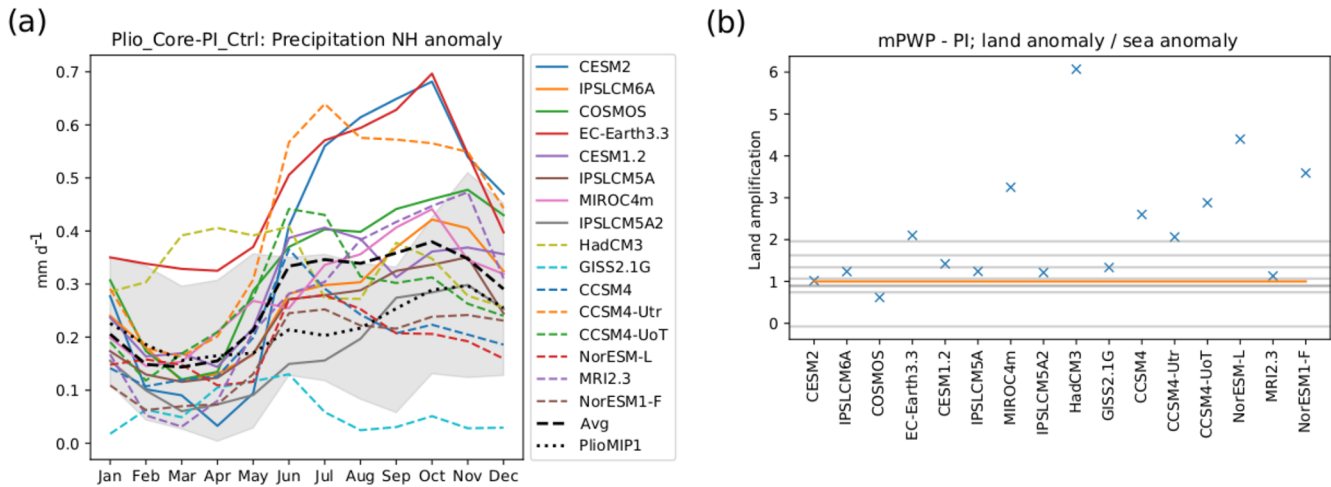 (a)
Plio_Core-PI_Ctrl: Precipitation NH anomaly
mm d⁻¹
0.7
0.6
0.5
0.4
0.3
0.2
0.1
0.0
Jan Feb Mar Apr May Jun Jul Aug Sep Oct Nov Dec
CESM2
IPSLCM6A
COSMOS
EC-Earth3.3
CESM1.2
IPSLCM5A
MIROC4m
IPSLCM5A2
HadCM3
GISS2.1G
CCSM4
CCSM4-Utr
CCSM4-UoT
NorESM-L
MRI2.3
NorESM1-F
Avg
PlioMIP1
(b)
mPWP - PI; land anomaly / sea anomaly
Land amplification
6
5
4
3
2
1
0
CESM2
IPSLCM6A
COSMOS
EC-Earth3.3
CESM1.2
IPSLCM5A
MIROC4m
IPSLCM5A2
HadCM3
GISS2.1G
CCSM4
CCSM4-Utr
CCSM4-UoT
NorESM-L
MRI2.3
NorESM1-F